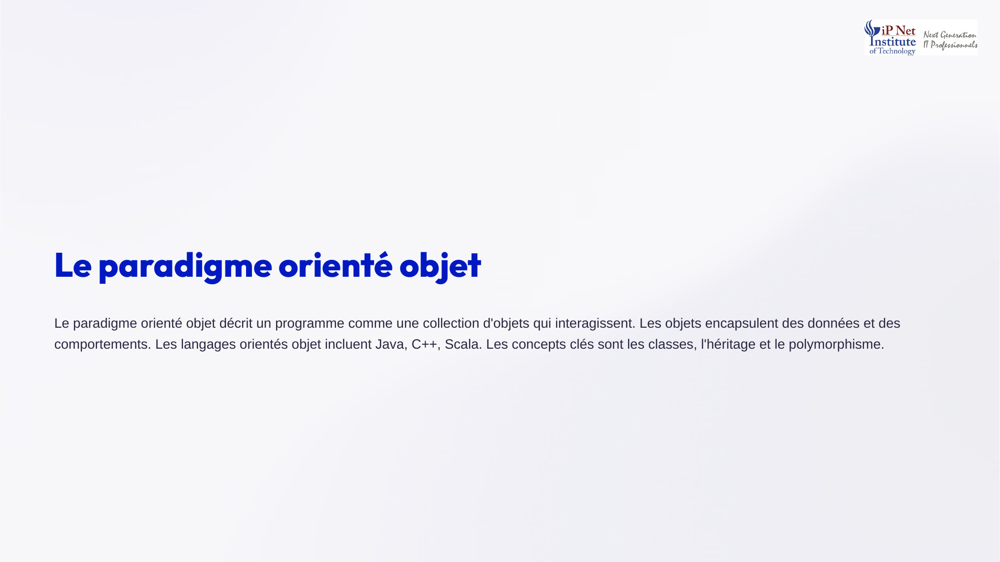 iP Net
Institute
of Technology
Next Generation
IT Professionnels
Le paradigme orienté objet
Le paradigme orienté objet décrit un programme comme une collection d'objets qui interagissent. Les objets encapsulent des données et des
comportements. Les langages orientés objet incluent Java, C++, Scala. Les concepts clés sont les classes, l'héritage et le polymorphisme.